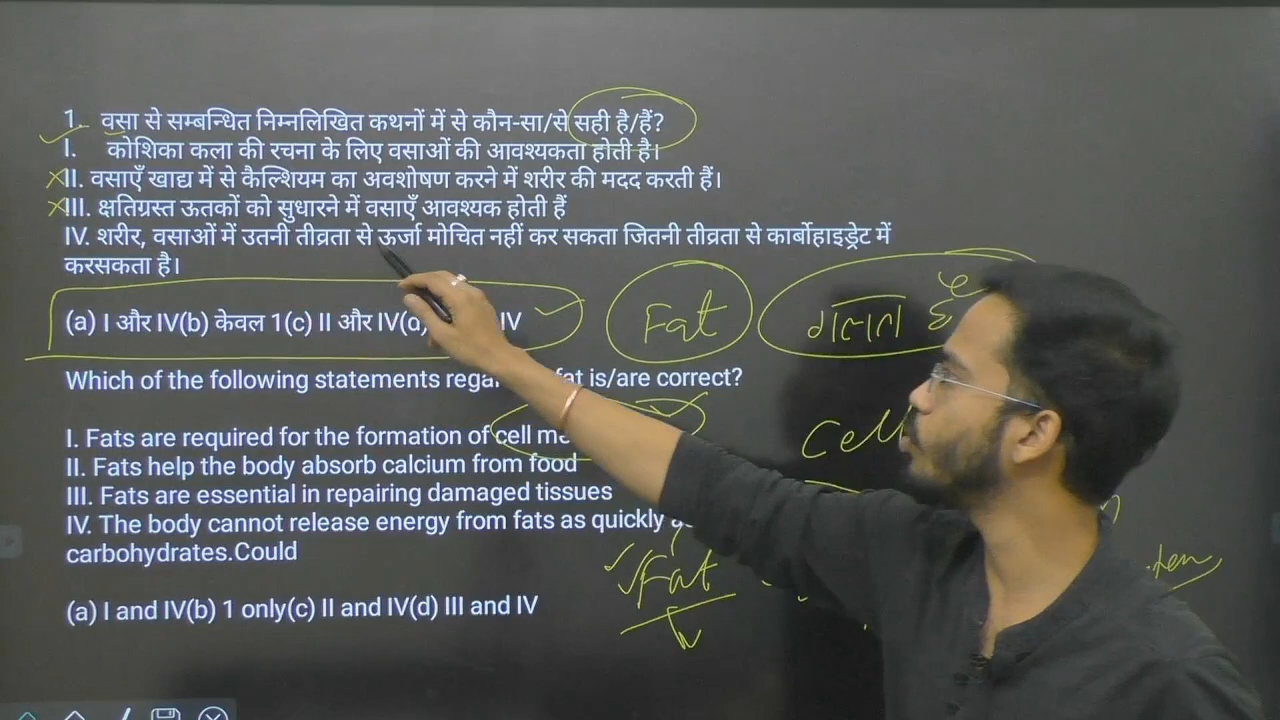 1. वसा से सम्बन्धित निम्नलिखित कथनों में से कौन-सा/से सही है/हैं?
I. कोशिका कला की रचना के लिए वसाओं की आवश्यकता होती है।
II. वसाएँ खाद्य में से कैल्शियम का अवशोषण करने में शरीर की मदद करती हैं।
III. क्षतिग्रस्त ऊतकों को सुधारने में वसाएँ आवश्यक होती हैं
IV. शरीर, वसाओं में उतनी तीव्रता से ऊर्जा मोचित नहीं कर सकता जितनी तीव्रता से कार्बोहाइड्रेट में
करसकता है।
(a) I और IV(b) केवल 1(c) II और IV(d) IV
Fat गलत है
Which of the following statements fat is/are correct?
Cell
I. Fats are required for the formation of cell
II. Fats help the body absorb calcium from food
III. Fats are essential in repairing damaged tissues
IV. The body cannot release energy from fats as quickly
carbohydrates.Could
Fat
(a) I and IV(b) 1 only(c) II and IV(d) III and IV